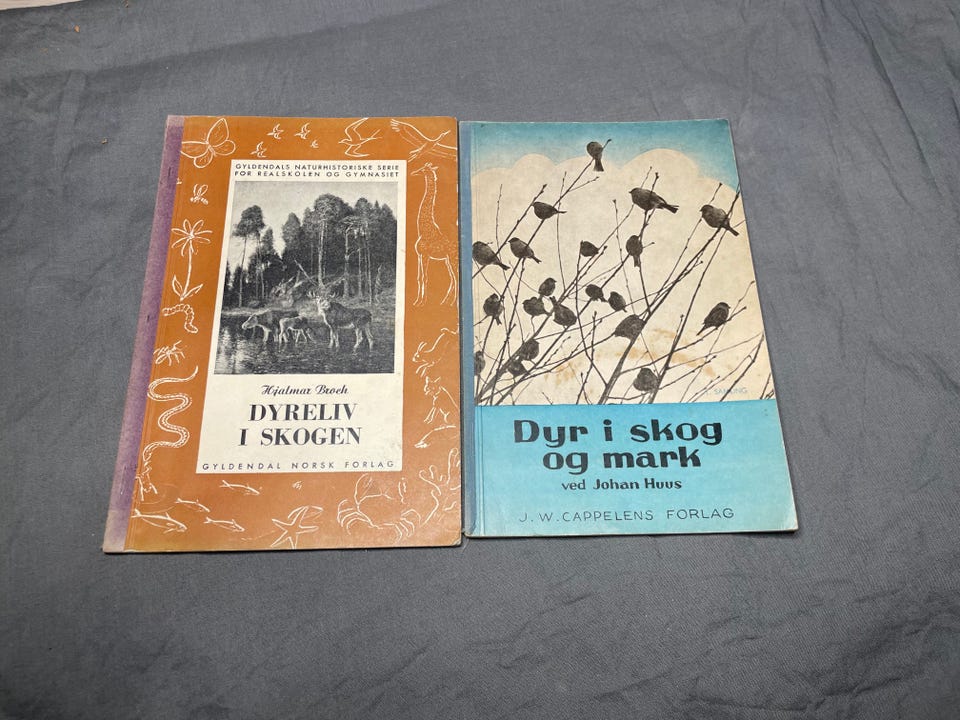 GYLDENDALS NATURHISTORISKE SERIE
FOR REALSKOLEN OG GYMNASIET
Hjalmar Broch
DYRELIV
I SKOGEN
GYLDENDAL NORSK FORLAG
Dyr i skog
og mark
ved Johan Huus
J. W. CAPPELENS FORLAG